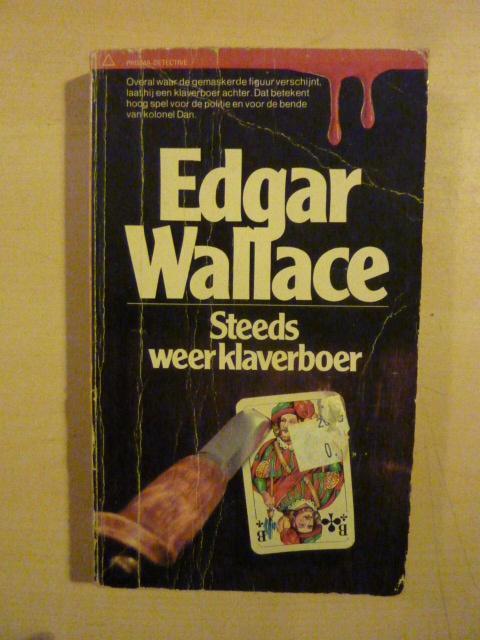 PRISMA-DETECTIVE
Overal waar de gemaskerde figuur verschijnt,
laat hij een klaverboer achter. Dat betekent
hoog spel voor de politie en voor de bende
van kolonel Dan.
Edgar
Wallace
Steeds
weer klaverboer
0.
B
B